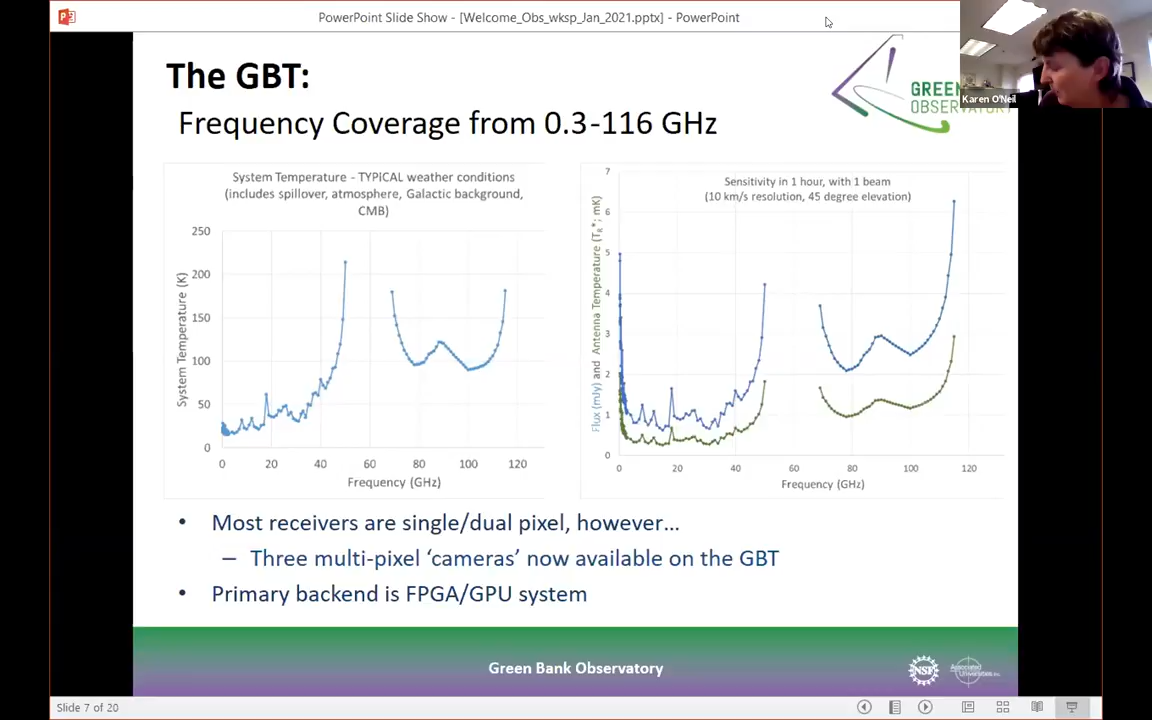 PowerPoint Slide Show - [Welcome_Obs_wksp_Jan_2021.pptx] - PowerPoint
Karen O'Neil
GREEN
The GBT:
Frequency Coverage from 0.3-116 GHz
System Temperature - TYPICAL weather conditions
(includes spillover, atmosphere, Galactic background,
CMB)
250
200
150
100
50
0
System Temperature (K)
0 20 40 60 80 100 120
Frequency (GHz)
Sensitivity in 1 hour, with 1 beam
(10 km/s resolution, 45 degree elevation)
7
6
5
4
3
2
1
0
Flux (mJy) and Antenna Temperature (TR*; mK)
0 20 40 60 80 100 120
Frequency (GHz)
• Most receivers are single/dual pixel, however...
– Three multi-pixel ‘cameras’ now available on the GBT
• Primary backend is FPGA/GPU system
Green Bank Observatory
NSF
Associated
Universities Inc.
Slide 7 of 20